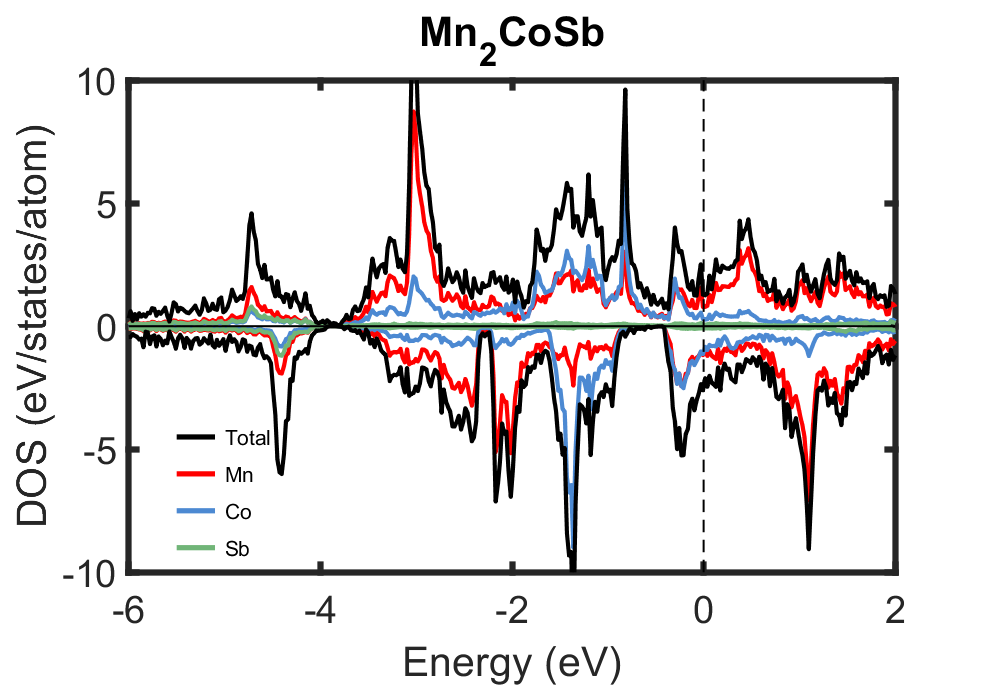 Mn2CoSb
10
5
0
-5
-10
DOS (eV/states/atom)
Total
Mn
Co
Sb
-6 -4 -2 0 2
Energy (eV)